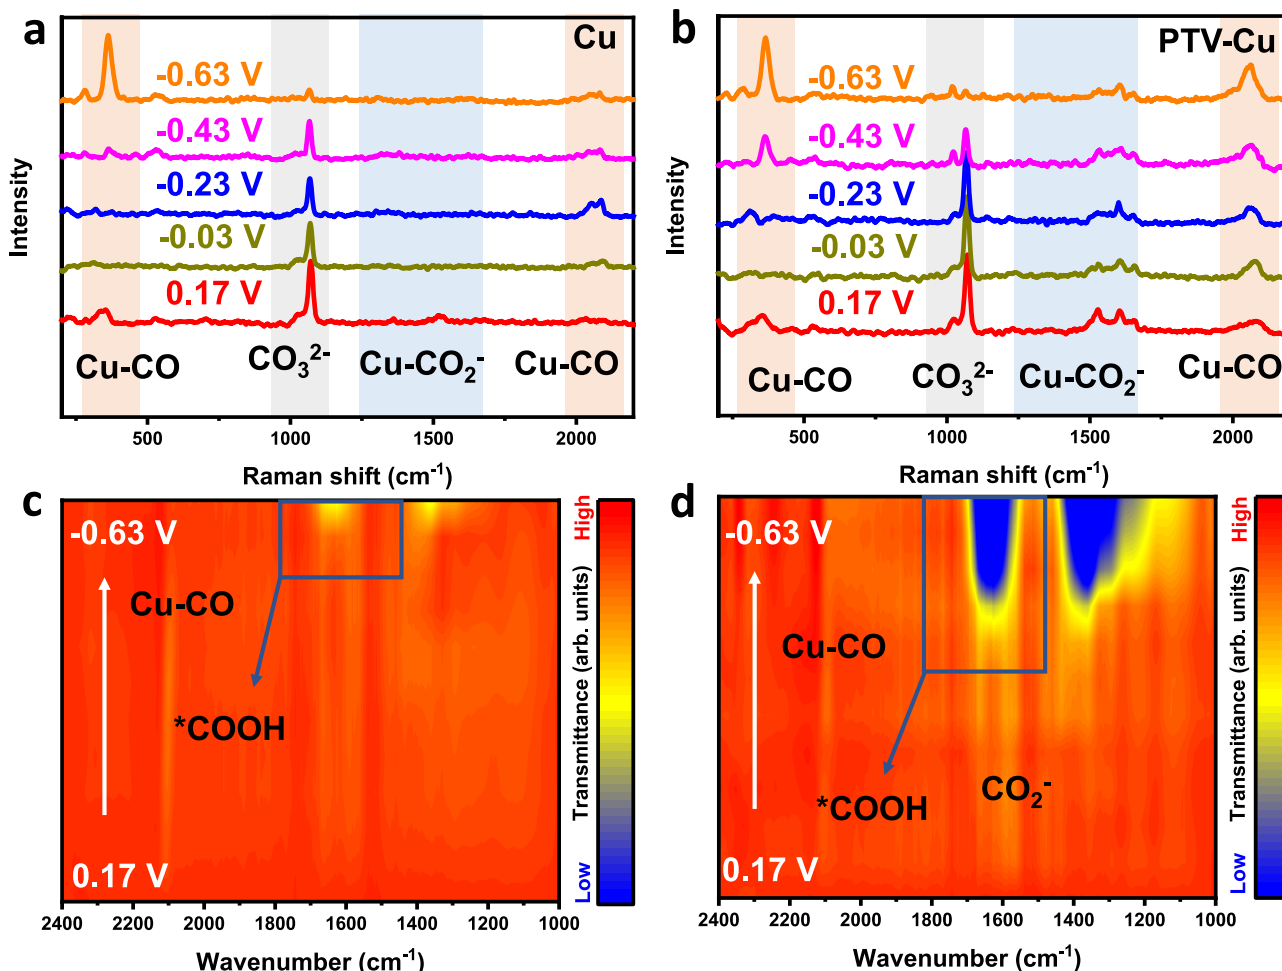 a
Cu
-0.63 V
-0.43 V
-0.23 V
-0.03 V
0.17 V
Cu-CO
CO₃²⁻
Cu-CO₂⁻
Cu-CO
Intensity
500
1000
1500
2000
Raman shift (cm⁻¹)
b
PTV-Cu
-0.63 V
-0.43 V
-0.23 V
-0.03 V
0.17 V
Cu-CO
CO₃²⁻
Cu-CO₂⁻
Cu-CO
Intensity
500
1000
1500
2000
Raman shift (cm⁻¹)
c
-0.63 V
Cu-CO
*COOH
0.17 V
2400
2200
2000
1800
1600
1400
1200
1000
Wavenumber (cm⁻¹)
High
Transmittance (arb. units)
Low
d
-0.63 V
Cu-CO
*COOH
CO₂⁻
0.17 V
2400
2200
2000
1800
1600
1400
1200
1000
Wavenumber (cm⁻¹)
High
Transmittance (arb. units)
Low